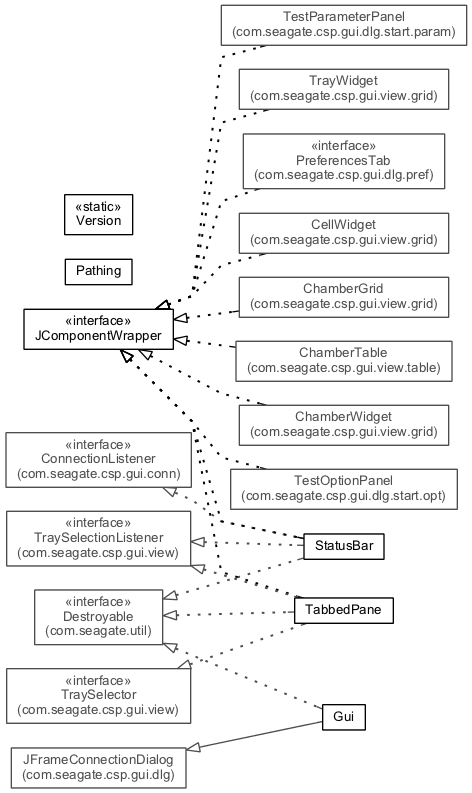 TestParameterPanel
(com.seagate.csp.gui.dlg.start.param)
TrayWidget
(com.seagate.csp.gui.view.grid)
«interface»
PreferencesTab
(com.seagate.csp.gui.dlg.pref)
«static»
Version
CellWidget
(com.seagate.csp.gui.view.grid)
Pathing
ChamberGrid
(com.seagate.csp.gui.view.grid)
«interface»
JComponentWrapper
ChamberTable
(com.seagate.csp.gui.view.table)
ChamberWidget
(com.seagate.csp.gui.view.grid)
«interface»
ConnectionListener
(com.seagate.csp.gui.conn)
TestOptionPanel
(com.seagate.csp.gui.dlg.start.opt)
«interface»
TraySelectionListener
(com.seagate.csp.gui.view)
StatusBar
«interface»
Destroyable
(com.seagate.util)
TabbedPane
«interface»
TraySelector
(com.seagate.csp.gui.view)
Gui
JFrameConnectionDialog
(com.seagate.csp.gui.dlg)